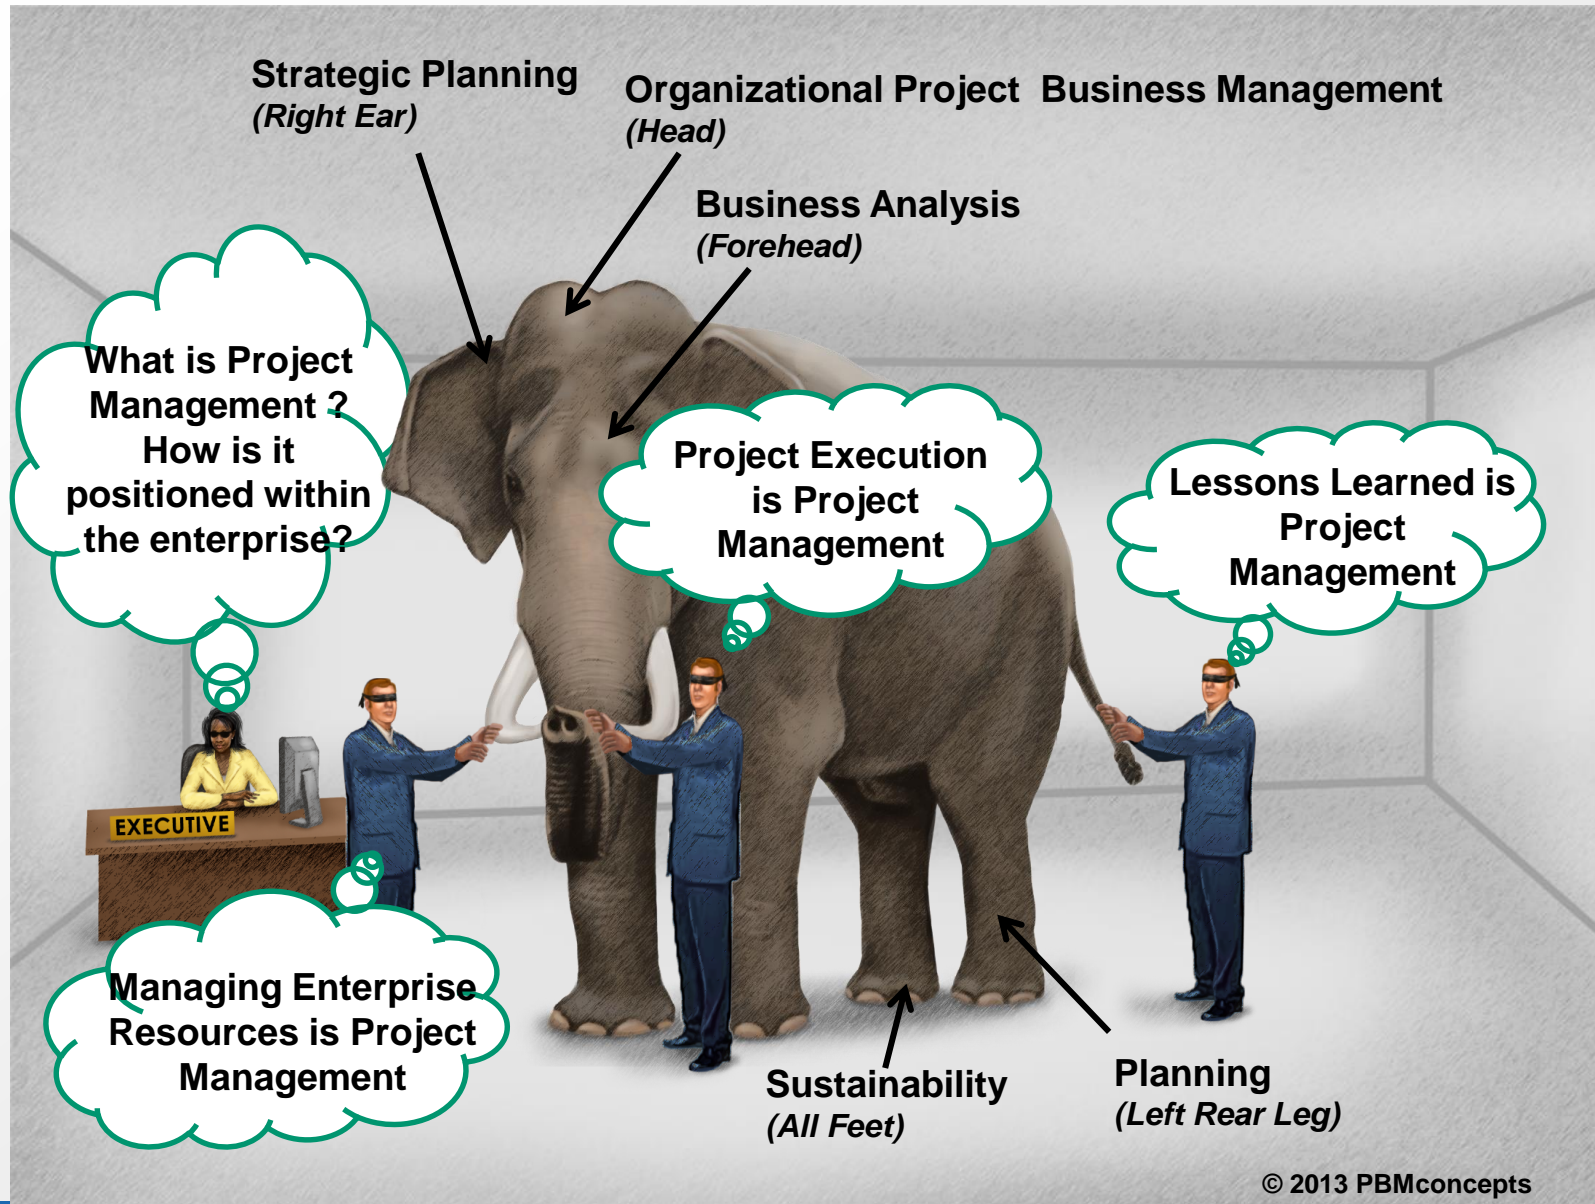 Strategic Planning
(Right Ear)
Organizational Project  Business Management
(Head)
Business Analysis
(Forehead)
What is Project
Management ?
How is it
positioned within
the enterprise?
Project Execution
is Project
Management
Lessons Learned is
Project
Management
EXECUTIVE
Managing Enterprise
Resources is Project
Management
Sustainability
(All Feet)
Planning
(Left Rear Leg)
© 2013 PBMconcepts